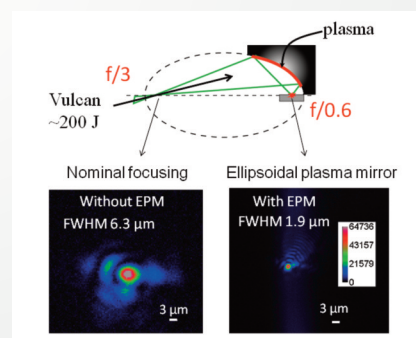 plasma
f/3
Vulcan
~200 J
f/0.6
Nominal focusing
Ellipsoidal plasma mirror
Without EPM
FWHM 6.3 µm
3 µm
With EPM
FWHM 1.9 µm
64736
43157
21579
0
3 µm